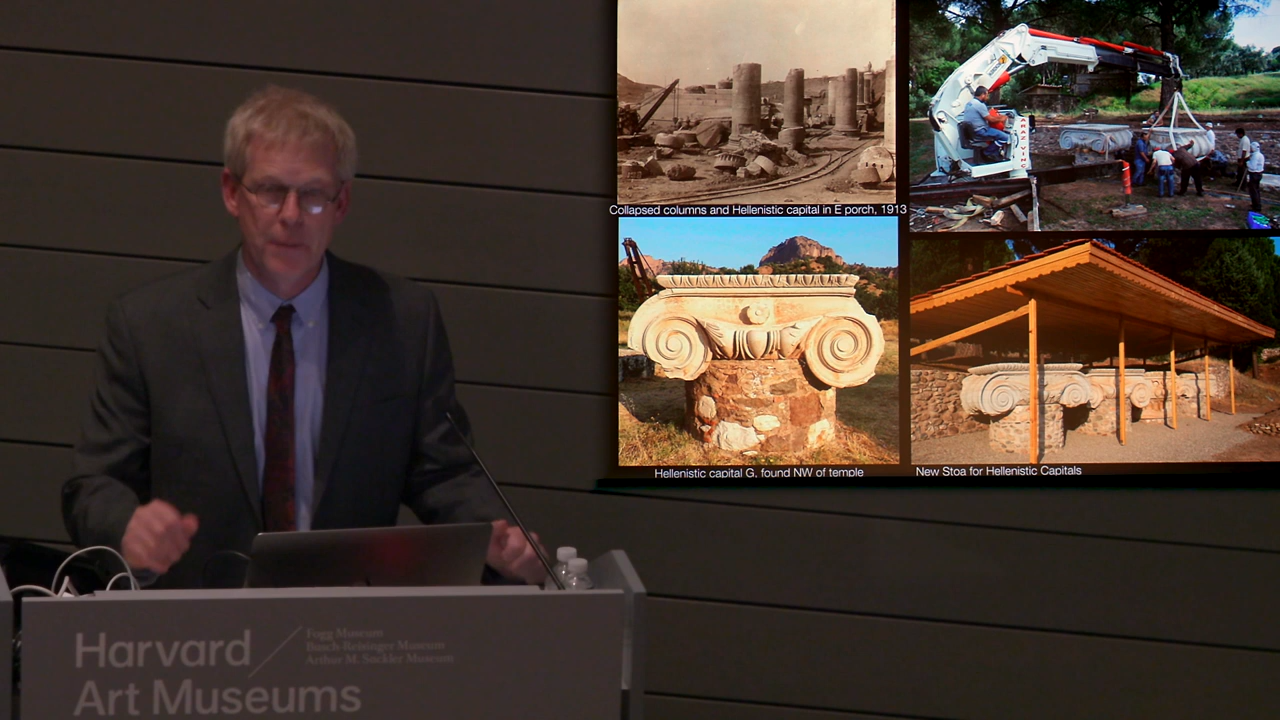 Collapsed columns and Hellenistic capital in E porch, 1913
Hellenistic capital G, found NW of temple
New Stoa for Hellenistic Capitals
Harvard
Art Museums
Fogg Museum
Busch-Reisinger Museum
Arthur M. Sackler Museum